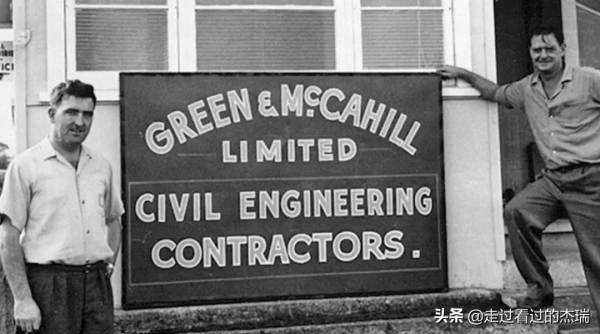 GREEN & McCAHILL
LIMITED
CIVIL ENGINEERING
CONTRACTORS.
头条 @走过看过的杰瑞